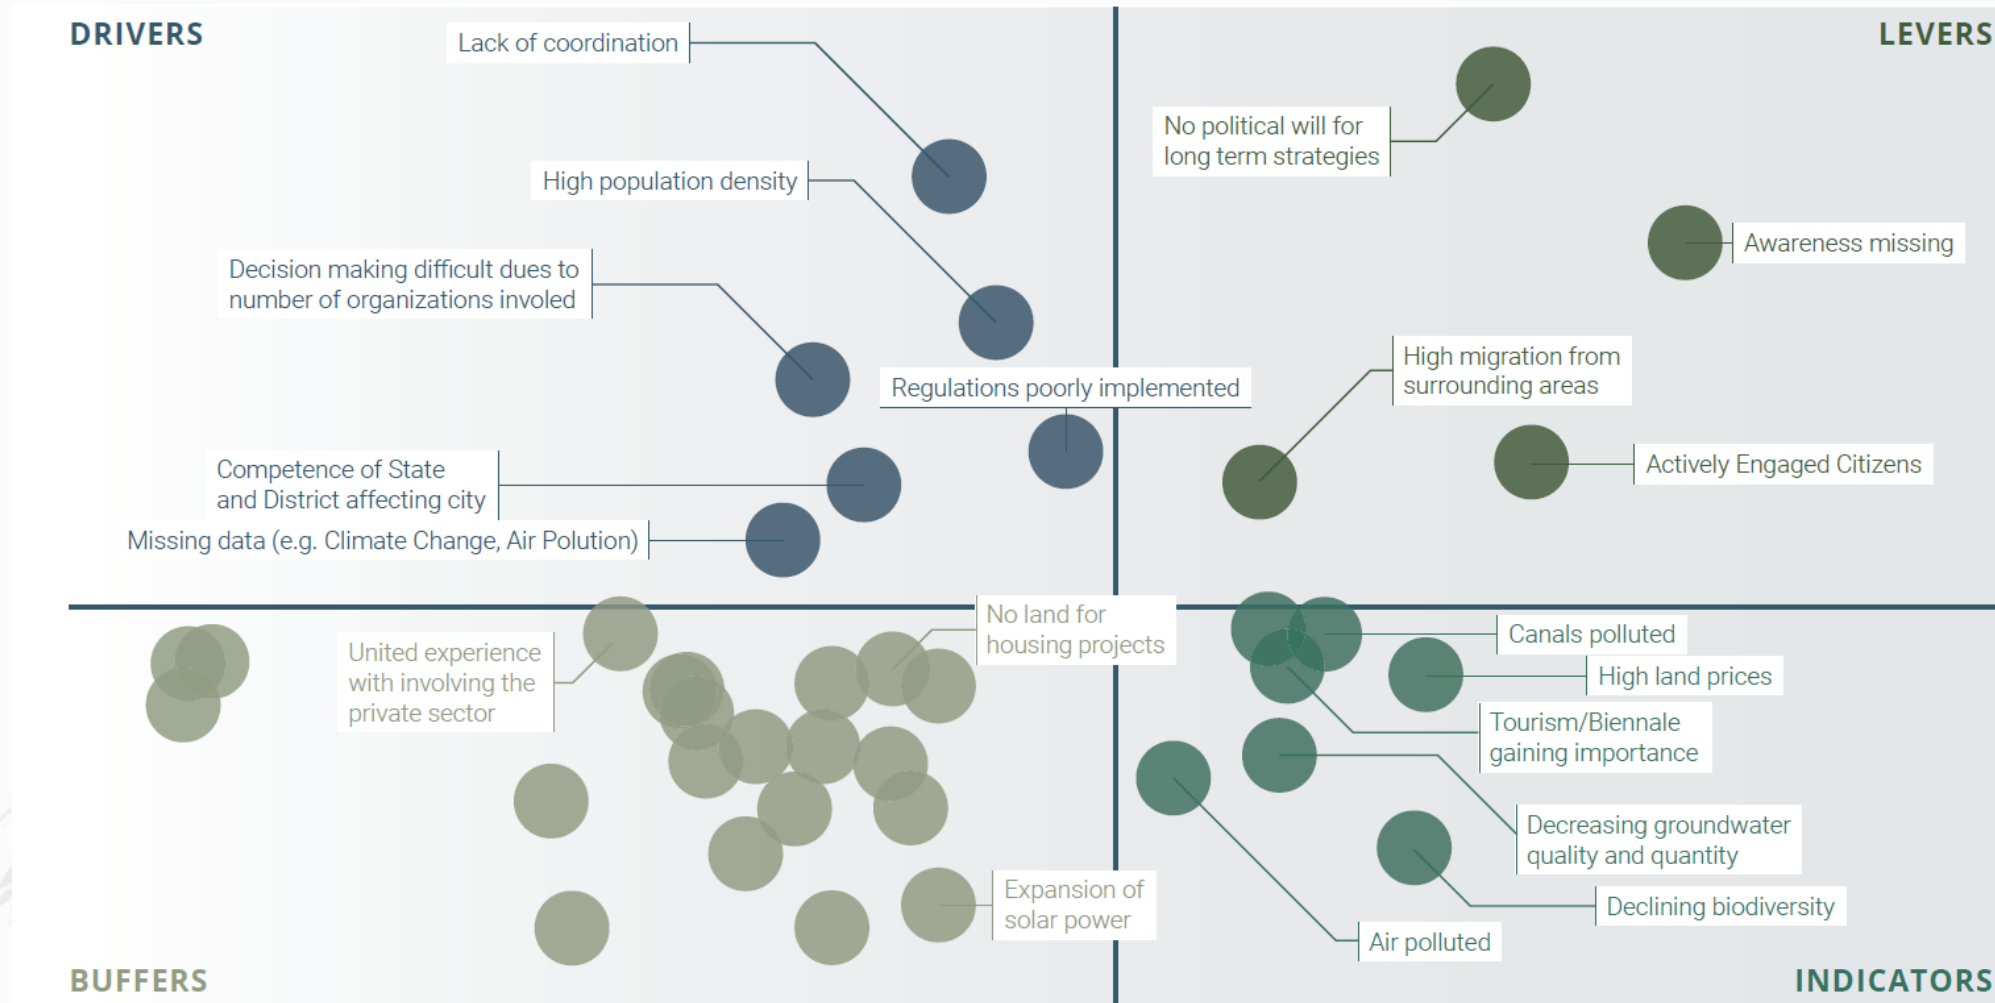 DRIVERS
Lack of coordination
High population density
Decision making difficult dues to
number of organizations involed
Regulations poorly implemented
Competence of State
and District affecting city
Missing data (e.g. Climate Change, Air Polution)
LEVERS
No political will for
long term strategies
Awareness missing
High migration from
surrounding areas
Actively Engaged Citizens
United experience
with involving the
private sector
No land for
housing projects
Expansion of
solar power
BUFFERS
Canals polluted
High land prices
Tourism/Biennale
gaining importance
Decreasing groundwater
quality and quantity
Declining biodiversity
Air polluted
INDICATORS